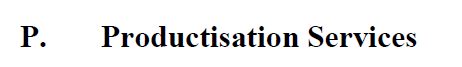 P. Productisation Services